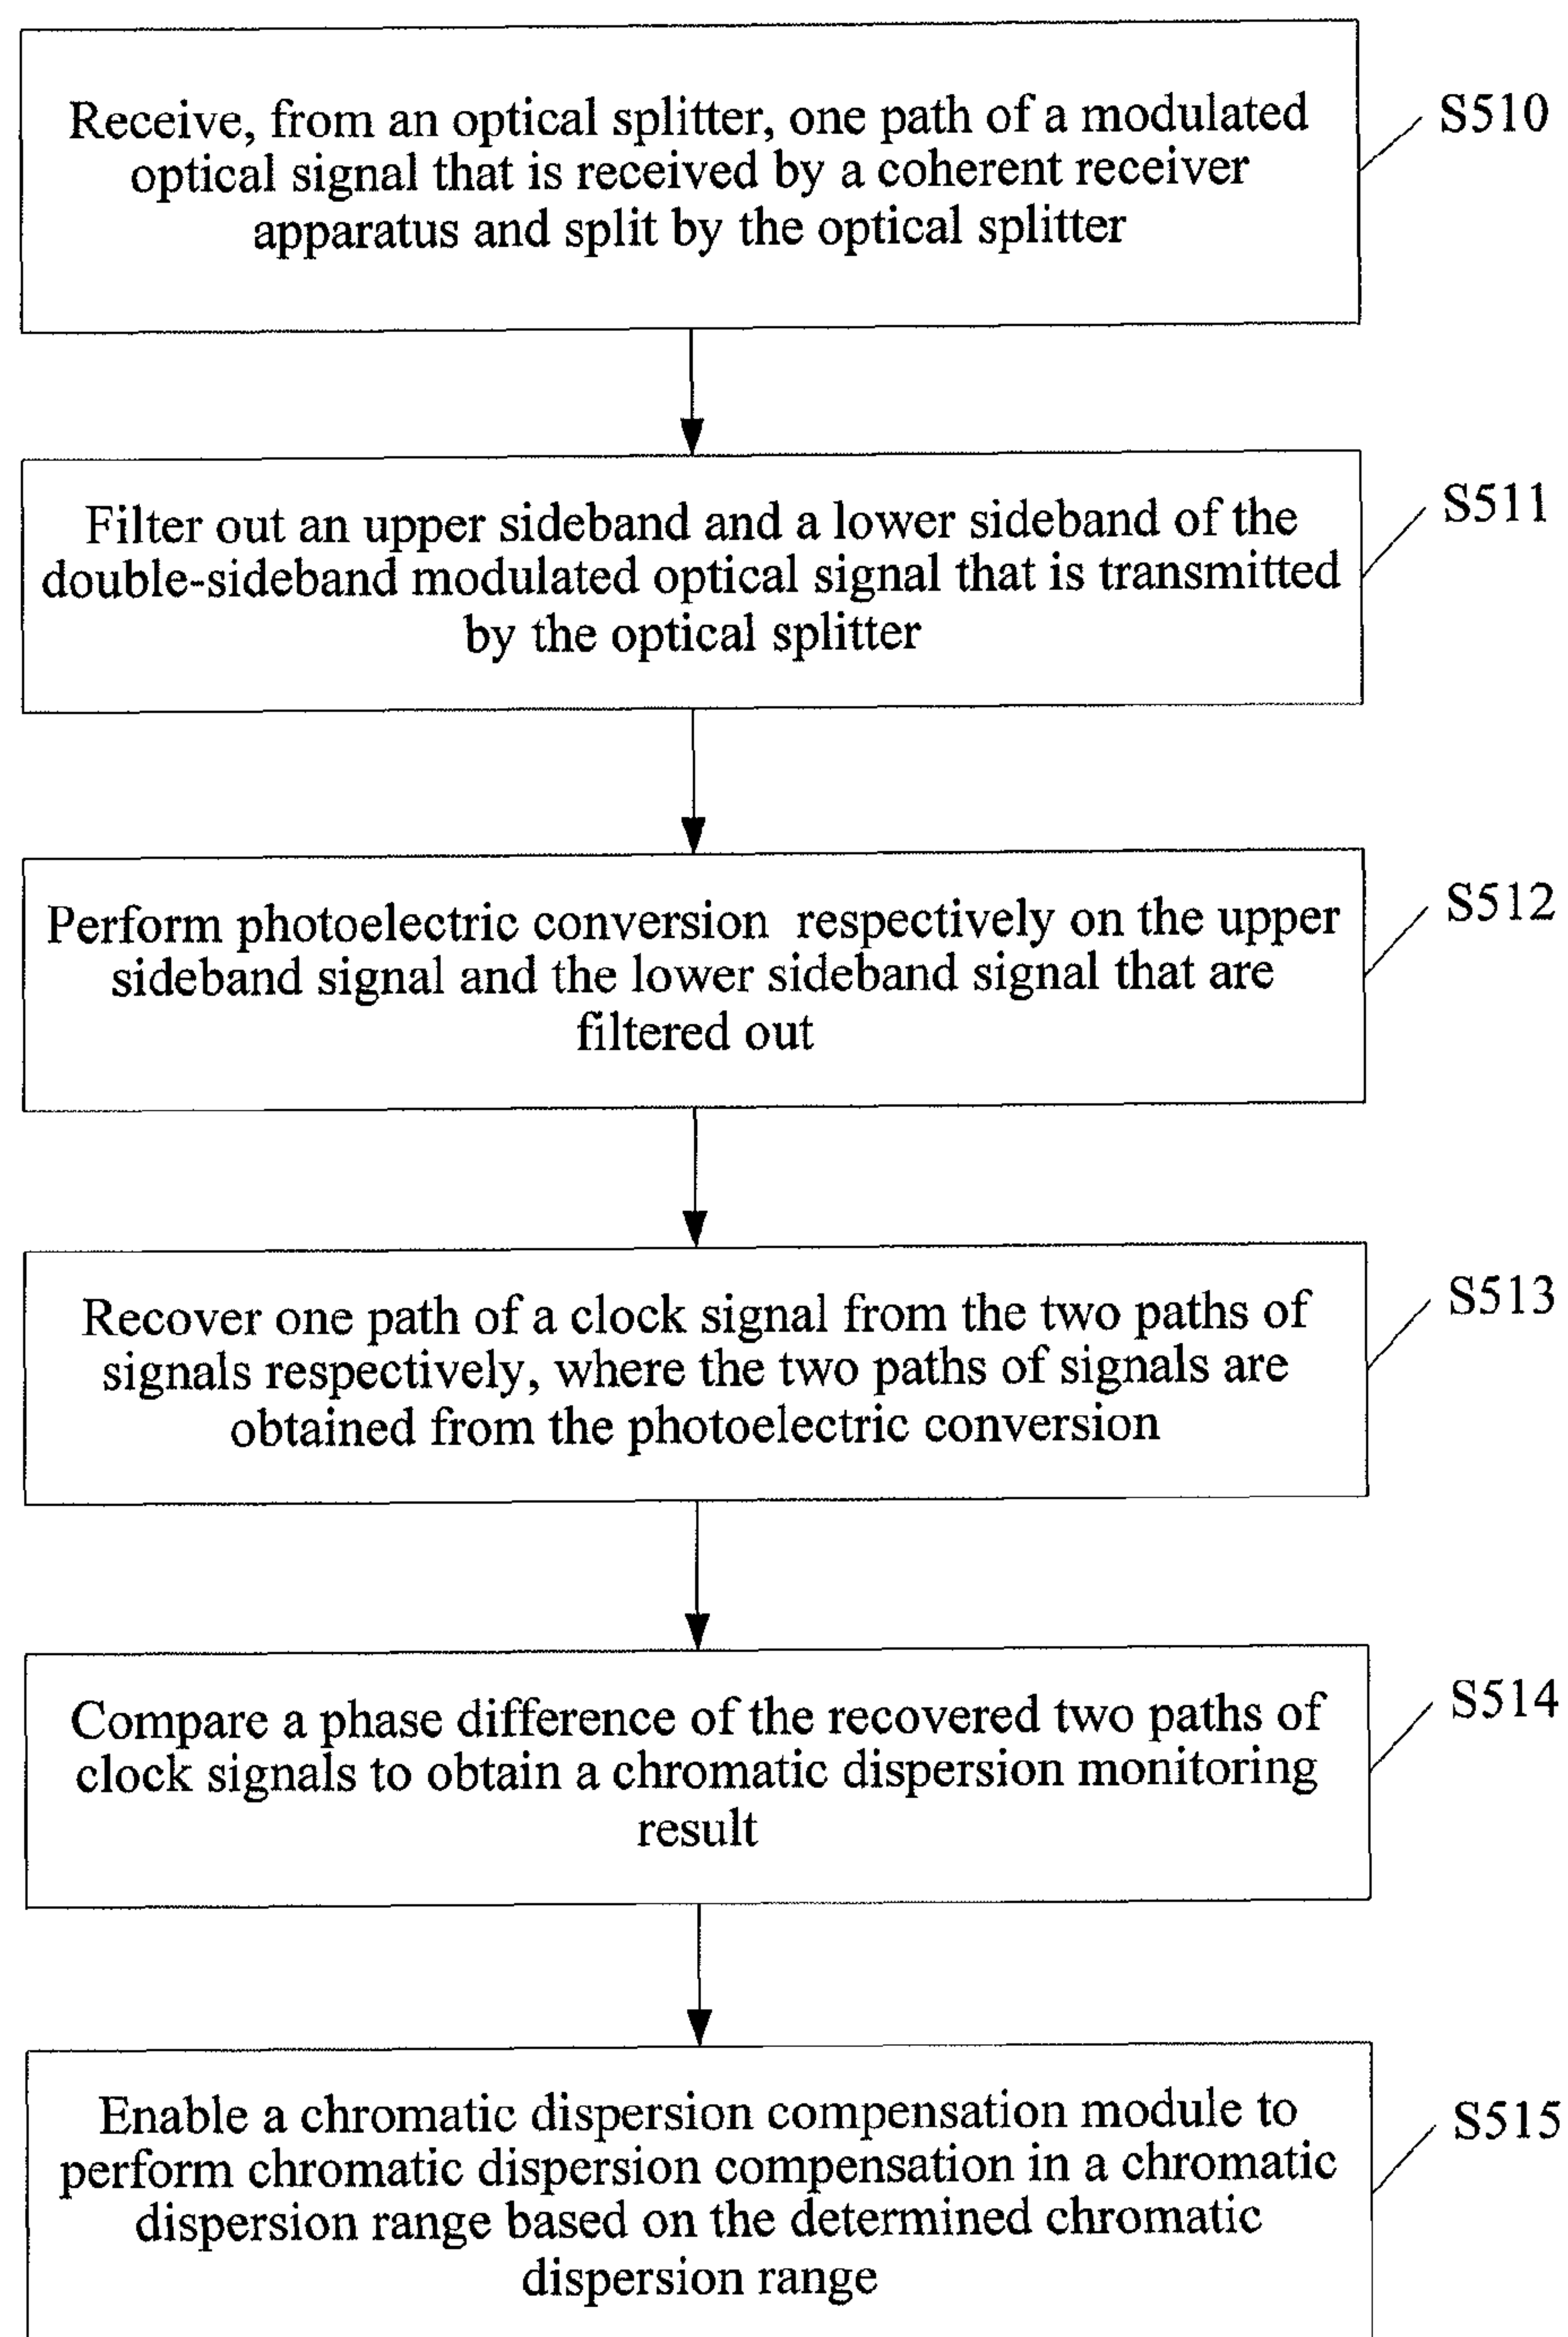 Receive, from an optical splitter, one path of a modulated
optical signal that is received by a coherent receiver
apparatus and split by the optical splitter
S510
Filter out an upper sideband and a lower sideband of the
double-sideband modulated optical signal that is transmitted
by the optical splitter
S511
Perform photoelectric conversion respectively on the upper
sideband signal and the lower sideband signal that are
filtered out
S512
Recover one path of a clock signal from the two paths of
signals respectively, where the two paths of signals are
obtained from the photoelectric conversion
S513
Compare a phase difference of the recovered two paths of
clock signals to obtain a chromatic dispersion monitoring
result
S514
Enable a chromatic dispersion compensation module to
perform chromatic dispersion compensation in a chromatic
dispersion range based on the determined chromatic
dispersion range
S515